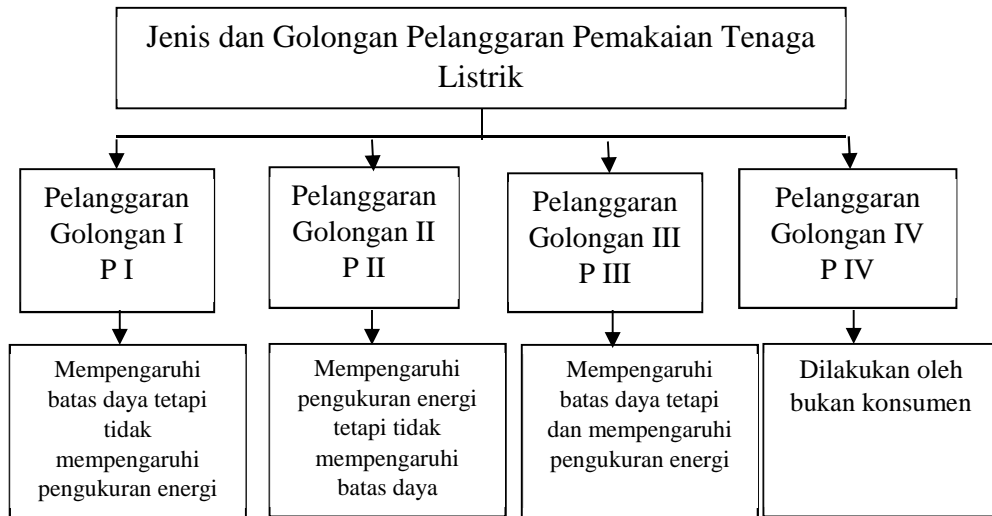 Jenis dan Golongan Pelanggaran Pemakaian Tenaga
Listrik
Pelanggaran
Golongan I
P I
Pelanggaran
Golongan II
P II
Pelanggaran
Golongan III
P III
Pelanggaran
Golongan IV
P IV
Mempengaruhi
batas daya tetapi
tidak
mempengaruhi
pengukuran energi
Mempengaruhi
pengukuran energi
tetapi tidak
mempengaruhi
batas daya
Mempengaruhi
batas daya tetapi
dan mempengaruhi
pengukuran energi
Dilakukan oleh
bukan konsumen